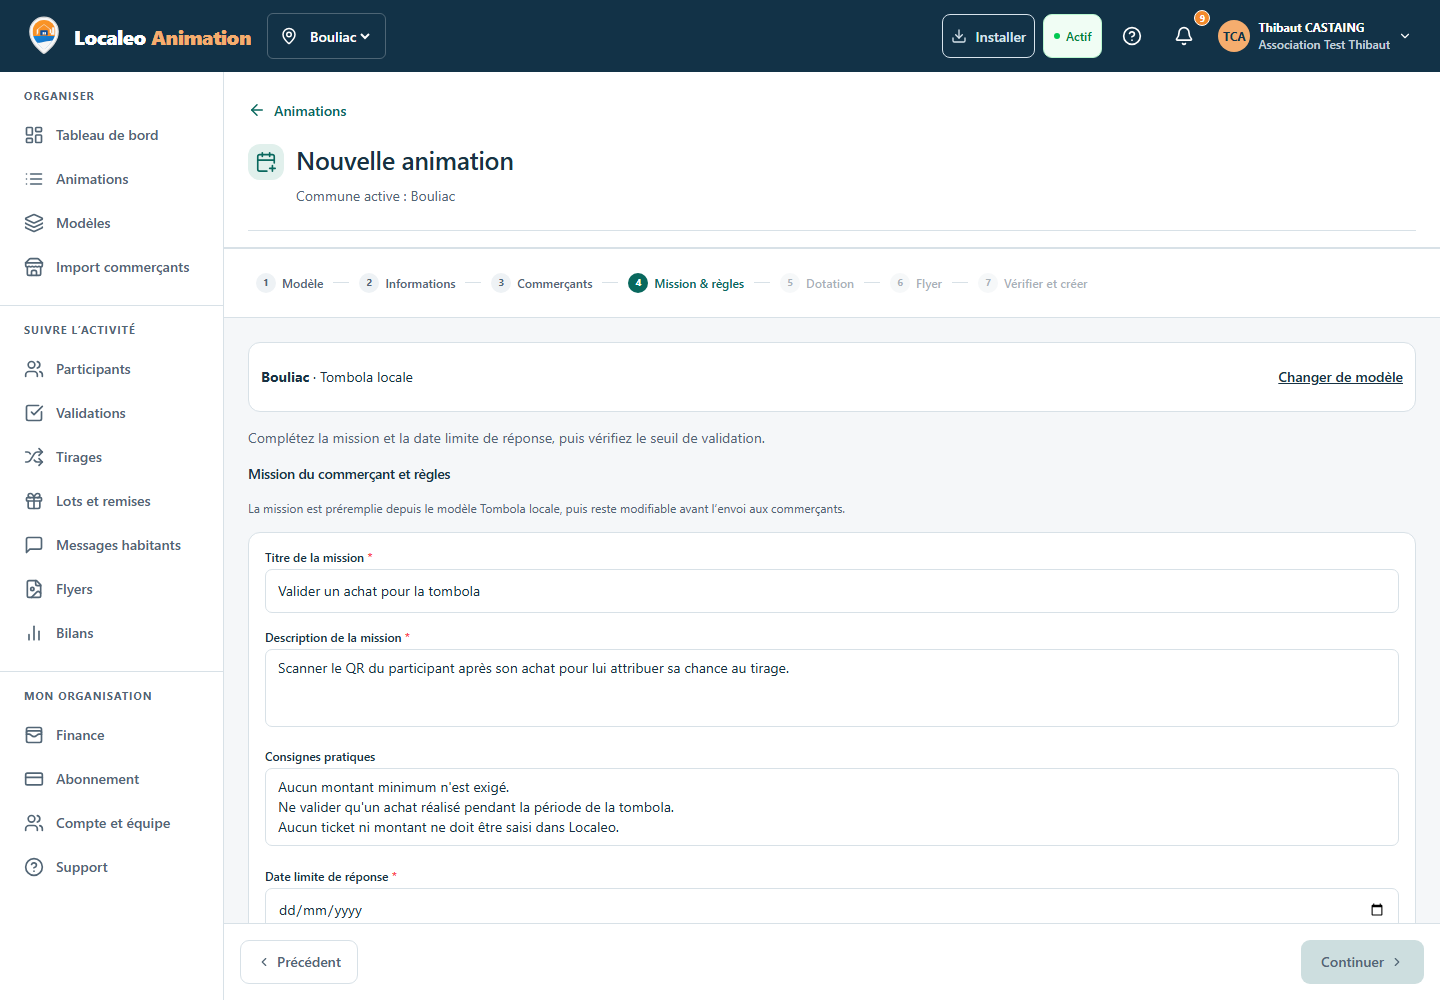 Localeo Animation
Bouliac
Installer
Actif
9
TCA
Thibaut CASTAING
Association Test Thibaut
ORGANISER
Tableau de bord
Animations
Modèles
Import commerçants
SUIVRE L'ACTIVITÉ
Participants
Validations
Tirages
Lots et remises
Messages habitants
Flyers
Bilans
MON ORGANISATION
Finance
Abonnement
Compte et équipe
Support
Animations
Nouvelle animation
Commune active : Bouliac
1 Modèle
2 Informations
3 Commerçants
4 Mission & règles
5 Dotation
6 Flyer
7 Vérifier et créer
Bouliac · Tombola locale
Changer de modèle
Complétez la mission et la date limite de réponse, puis vérifiez le seuil de validation.
Mission du commerçant et règles
La mission est préremplie depuis le modèle Tombola locale, puis reste modifiable avant l'envoi aux commerçants.
Titre de la mission *
Valider un achat pour la tombola
Description de la mission *
Scanner le QR du participant après son achat pour lui attribuer sa chance au tirage.
Consignes pratiques
Aucun montant minimum n'est exigé.
Ne valider qu'un achat réalisé pendant la période de la tombola.
Aucun ticket ni montant ne doit être saisi dans Localeo.
Date limite de réponse *
dd/mm/yyyy
Précédent
Continuer